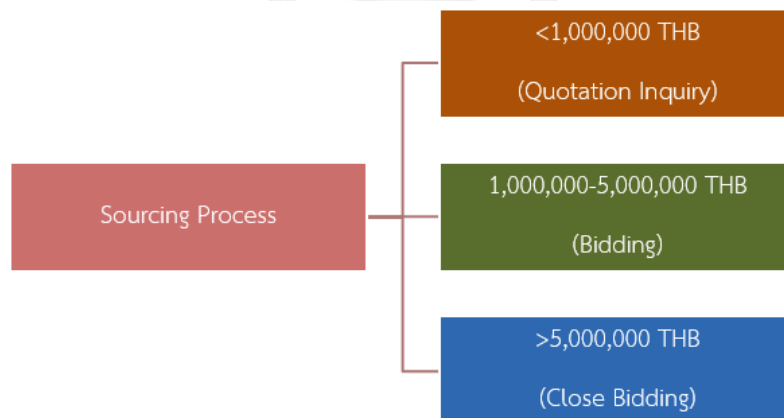 Sourcing Process
<1,000,000 THB
(Quotation Inquiry)
1,000,000-5,000,000 THB
(Bidding)
>5,000,000 THB
(Close Bidding)